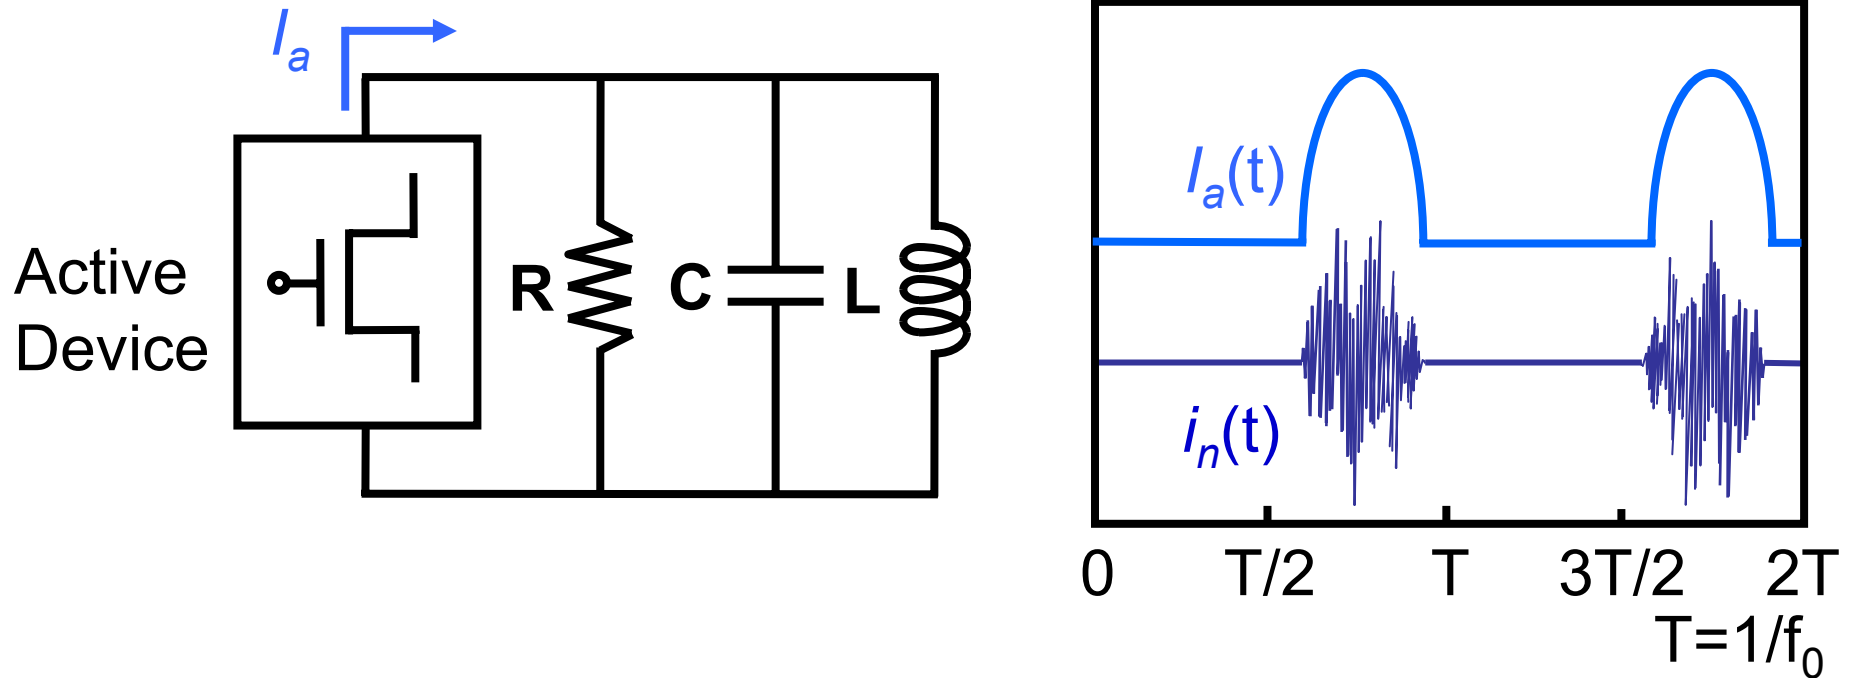 Iₐ
Active
Device
R
C
L
Iₐ(t)
iₙ(t)
0
T/2
T
3T/2
2T
T=1/f₀